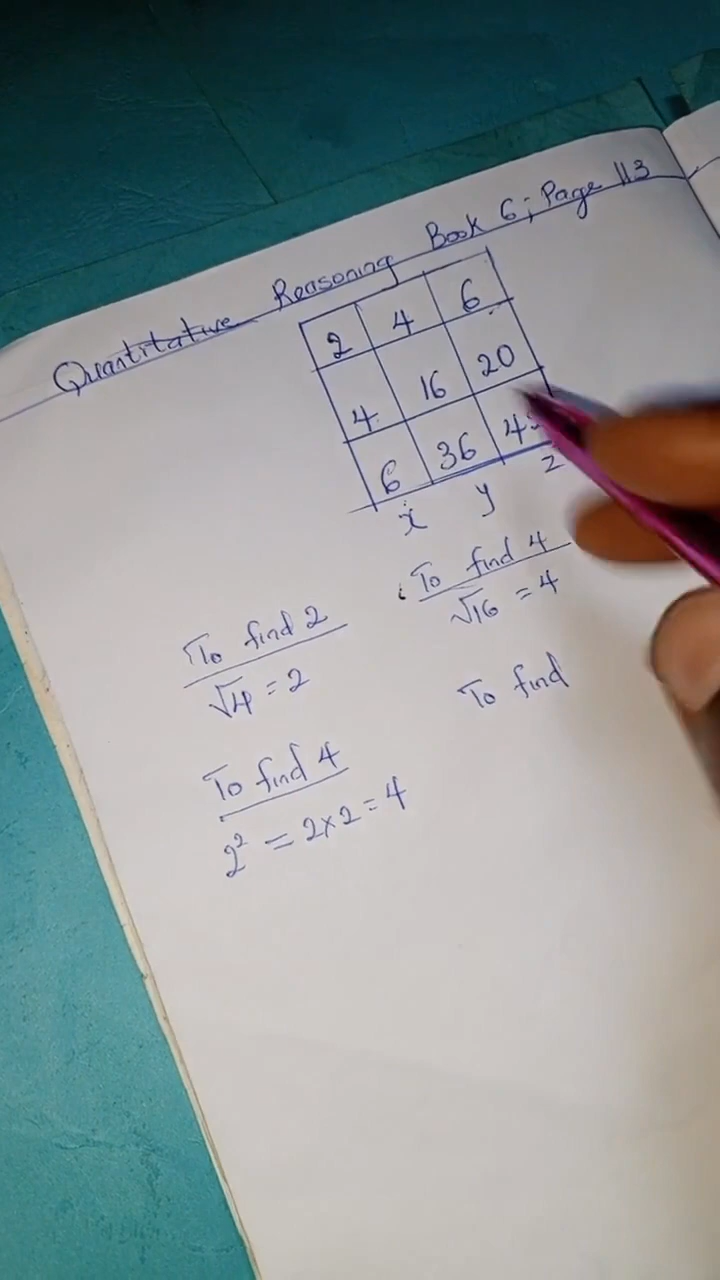 Quantitative Reasoning Book 6; Page 113
2 4 6
4 16 20
6 36 42
x y z
To find 2
√4 = 2
To find 4
2² = 2×2 = 4
To find 4
√16 = 4
To find